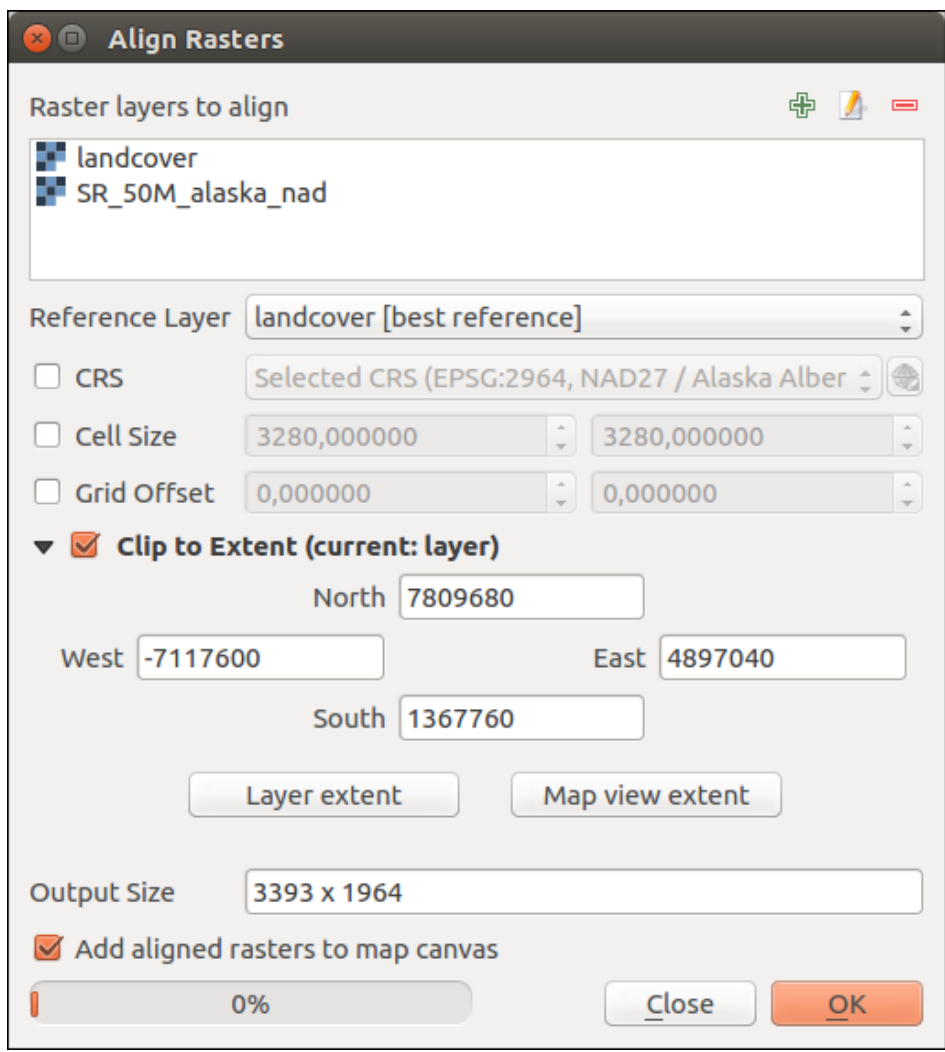 Align Rasters
Raster layers to align
landcover
SR_50M_alaska_nad
Reference Layer landcover [best reference]
CRS Selected CRS (EPSG:2964, NAD27 / Alaska Alber
Cell Size 3280,000000 3280,000000
Grid Offset 0,000000 0,000000
Clip to Extent (current: layer)
North 7809680
West -7117600 East 4897040
South 1367760
Layer extent Map view extent
Output Size 3393 x 1964
Add aligned rasters to map canvas
0% Close OK